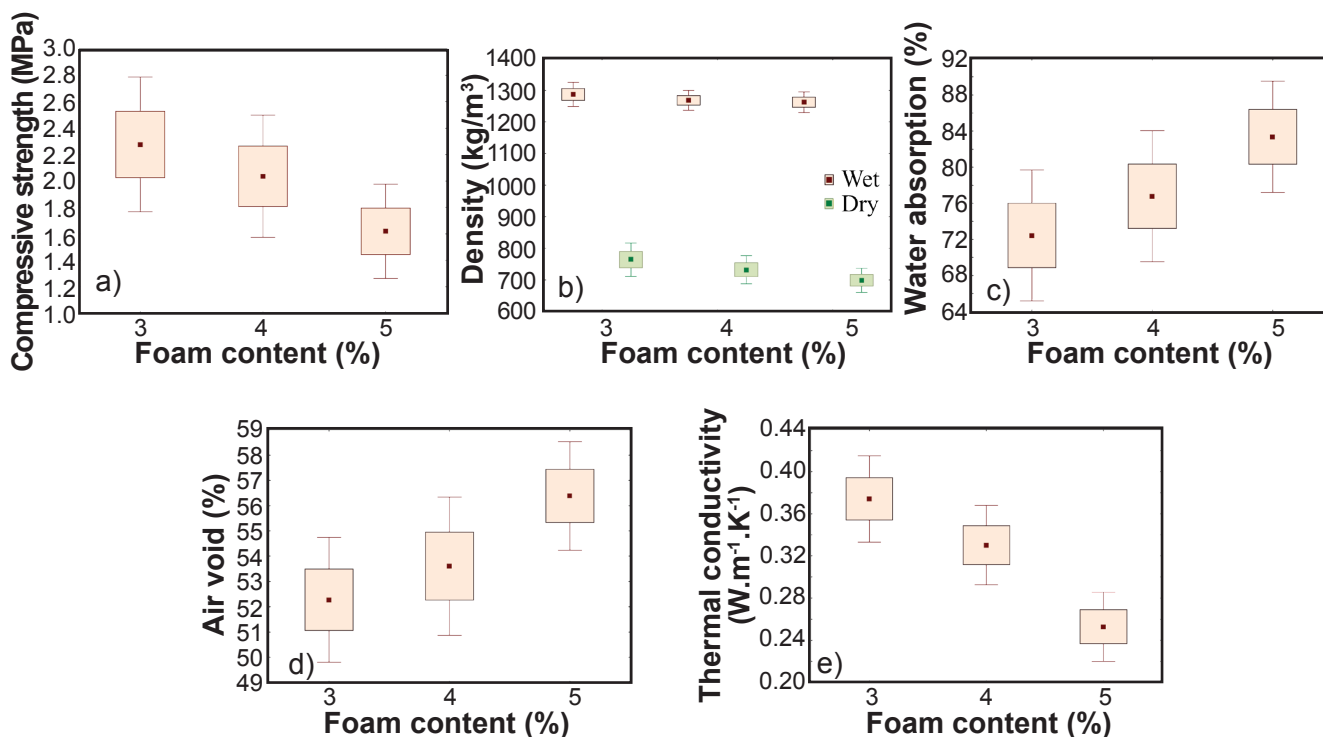 Compressive strength (MPa)
3.0
2.8
2.6
2.4
2.2
2.0
1.8
1.6
1.4
1.2
1.0
a)
3 4 5
Foam content (%)
Density (kg/m³)
1400
1300
1200
1100
1000
900
800
700
600
Wet
Dry
b)
3 4 5
Foam content (%)
Water absorption (%)
92
88
84
80
76
72
68
64
c)
3 4 5
Foam content (%)
Air void (%)
59
58
57
56
55
54
53
52
51
50
49
d)
3 4 5
Foam content (%)
Thermal conductivity
(W.m⁻¹.K⁻¹)
0.44
0.40
0.36
0.32
0.28
0.24
0.20
e)
3 4 5
Foam content (%)